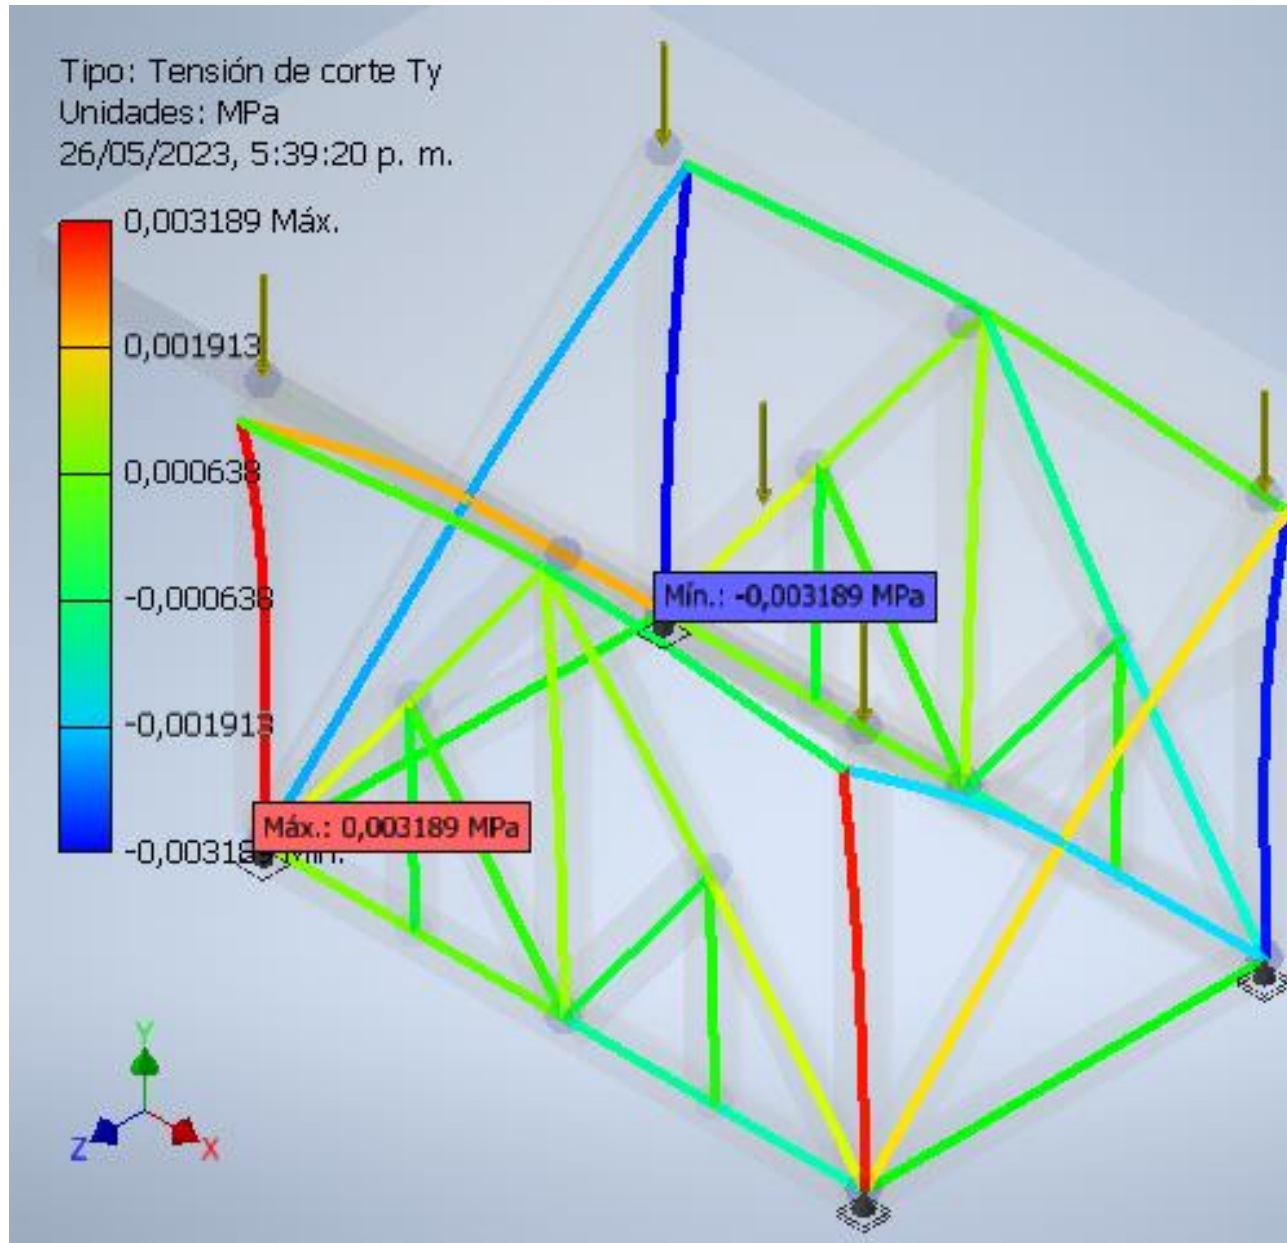 Tipo: Tensión de corte Ty
Unidades: MPa
26/05/2023, 5:39:20 p. m.
0,003189 Máx.
0,001913
0,000638
-0,000638
-0,001913
-0,003189 Mín.
Mín.: -0,003189 MPa
Máx.: 0,003189 MPa
Y
Z
X